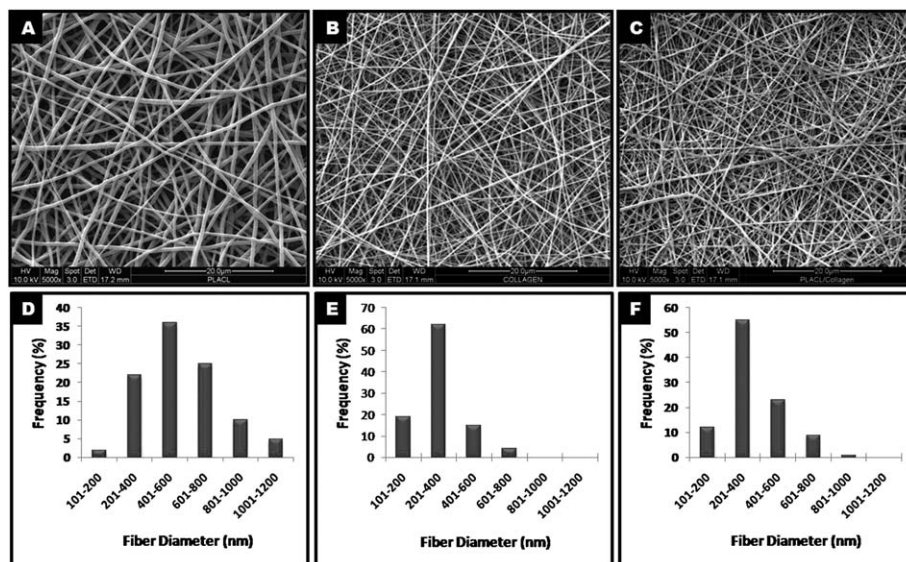 A
B
C
HV Mag Spot Det WD 20.0µm
10.0 kV 5000x 3.0 ETD 17.2 mm PLACL
HV Mag Spot Det WD 20.0µm
10.0 kV 5000x 3.0 ETD 17.1 mm COLLAGEN
HV Mag Spot Det WD 20.0µm
10.0 kV 5000x 3.0 ETD 17.1 mm PLACL/Collagen
D
Frequency (%)
40
35
30
25
20
15
10
5
0
101-200
201-400
401-600
601-800
801-1000
1001-1200
Fiber Diameter (nm)
E
Frequency (%)
70
60
50
40
30
20
10
0
101-200
201-400
401-600
601-800
801-1000
1001-1200
Fiber Diameter (nm)
F
Frequency (%)
60
50
40
30
20
10
0
101-200
201-400
401-600
601-800
801-1000
1001-1200
Fiber Diameter (nm)